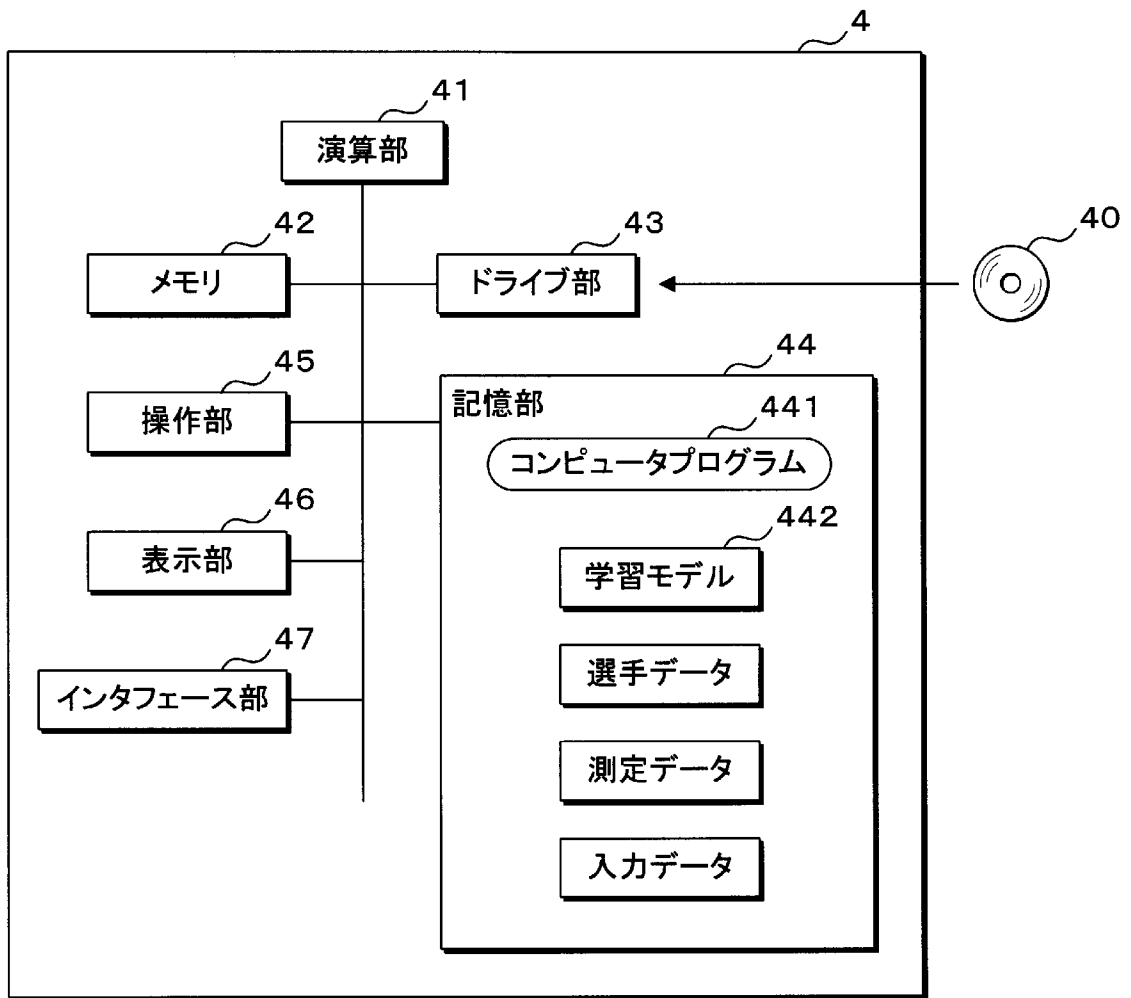 4
41
演算部
42
メモリ
43
ドライブ部
40
45
操作部
44
記憶部
441
コンピュータプログラム
46
表示部
442
学習モデル
選手データ
47
インタフェース部
測定データ
入力データ